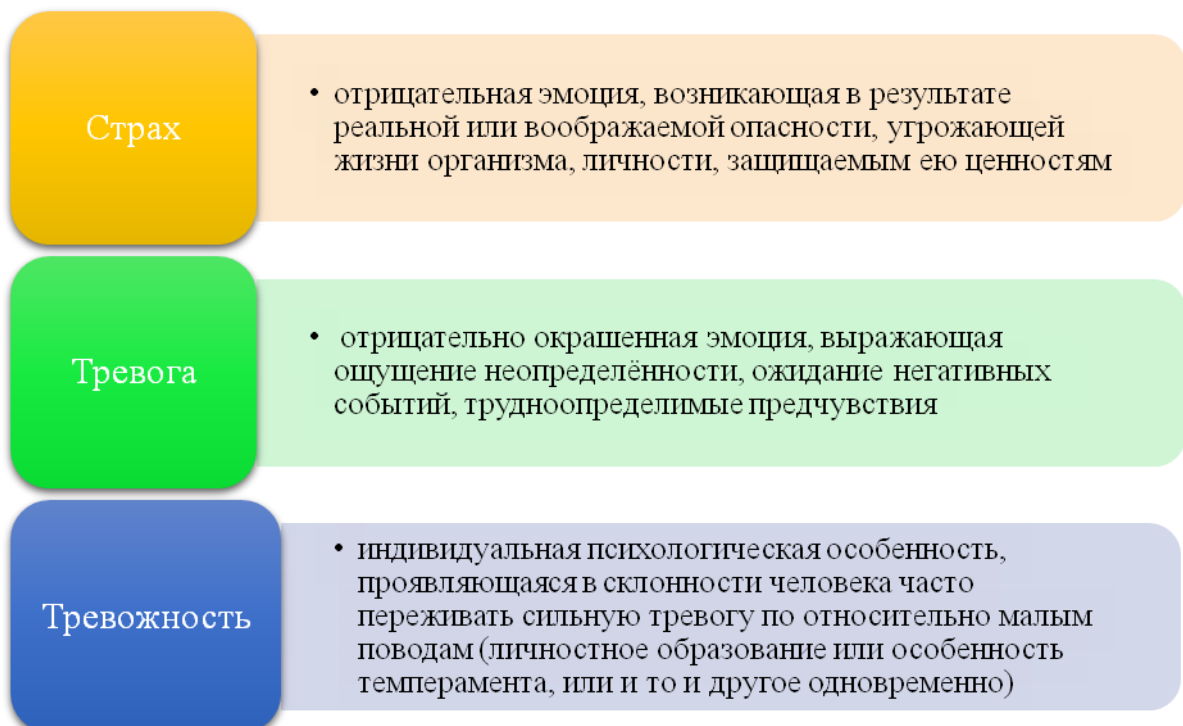 Страх
• отрицательная эмоция, возникающая в результате
реальной или воображаемой опасности, угрожающей
жизни организма, личности, защищаемым ею ценностям
Тревога
• отрицательно окрашенная эмоция, выражающая
ощущение неопределённости, ожидание негативных
событий, трудноопределимые предчувствия
Тревожность
• индивидуальная психологическая особенность,
проявляющаяся в склонности человека часто
переживать сильную тревогу по относительно малым
поводам (личностное образование или особенность
темперамента, или и то и другое одновременно)